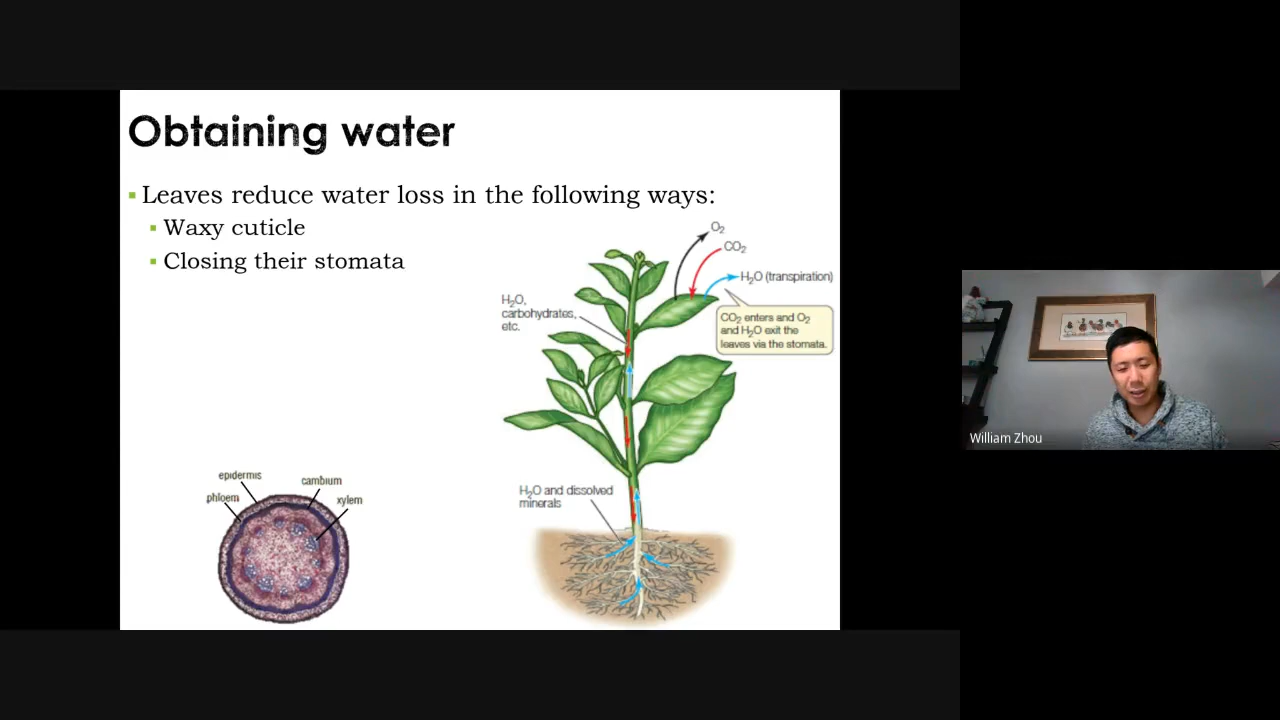 Obtaining water
▪ Leaves reduce water loss in the following ways:
▪ Waxy cuticle
▪ Closing their stomata
O₂
CO₂
H₂O (transpiration)
H₂O,
carbohydrates,
etc.
CO₂ enters and O₂
and H₂O exit the
leaves via the stomata.
epidermis
cambium
phloem
xylem
H₂O and dissolved
minerals
William Zhou